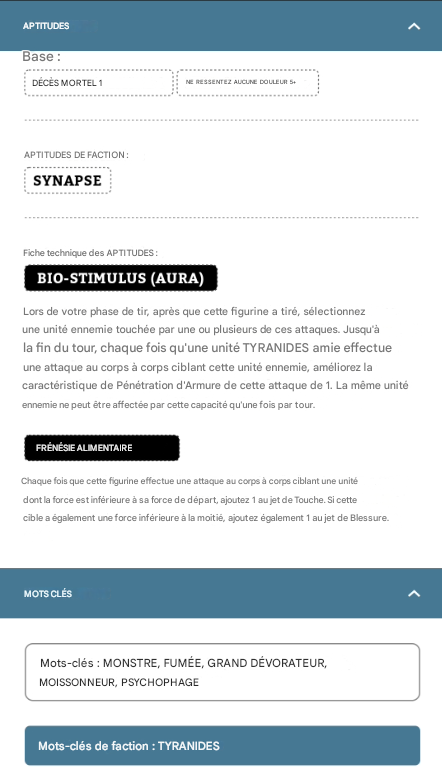 APTITUDES
Base :
DÉCÈS MORTEL 1
NE RESSENTEZ AUCUNE DOULEUR 5+
APTITUDES DE FACTION :
SYNAPSE
Fiche technique des APTITUDES :
BIO-STIMULUS (AURA)
Lors de votre phase de tir, après que cette figurine a tiré, sélectionnez
une unité ennemie touchée par une ou plusieurs de ces attaques. Jusqu'à
la fin du tour, chaque fois qu'une unité TYRANIDES amie effectue
une attaque au corps à corps ciblant cette unité ennemie, améliorez la
caractéristique de Pénétration d'Armure de cette attaque de 1. La même unité
ennemie ne peut être affectée par cette capacité qu'une fois par tour.
FRÉNÉSIE ALIMENTAIRE
Chaque fois que cette figurine effectue une attaque au corps à corps ciblant une unité
dont la force est inférieure à sa force de départ, ajoutez 1 au jet de Touche. Si cette
cible a également une force inférieure à la moitié, ajoutez également 1 au jet de Blessure.
MOTS CLÉS
Mots-clés : MONSTRE, FUMÉE, GRAND DÉVORATEUR,
MOISSONNEUR, PSYCHOPHAGE
Mots-clés de faction : TYRANIDES